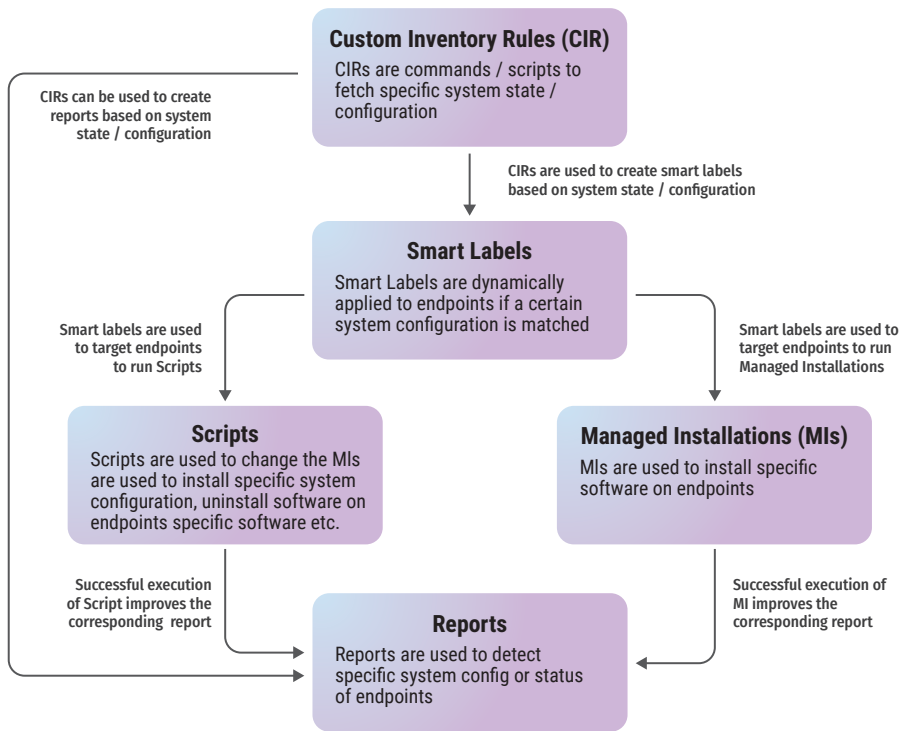 Custom Inventory Rules (CIR)
CIRs are commands / scripts to
fetch specific system state /
configuration
CIRs can be used to create
reports based on system
state / configuration
CIRs are used to create smart labels
based on system state / configuration
Smart Labels
Smart Labels are dynamically
applied to endpoints if a certain
system configuration is matched
Smart labels are used
to target endpoints
to run Scripts
Smart labels are used to
target endpoints to run
Managed Installations
Scripts
Scripts are used to change the MIs
are used to install specific system
configuration, uninstall software on
endpoints specific software etc.
Managed Installations (MIs)
MIs are used to install specific
software on endpoints
Successful execution
of Script improves the
corresponding report
Successful execution of
MI improves the
corresponding report
Reports
Reports are used to detect
specific system config or status
of endpoints